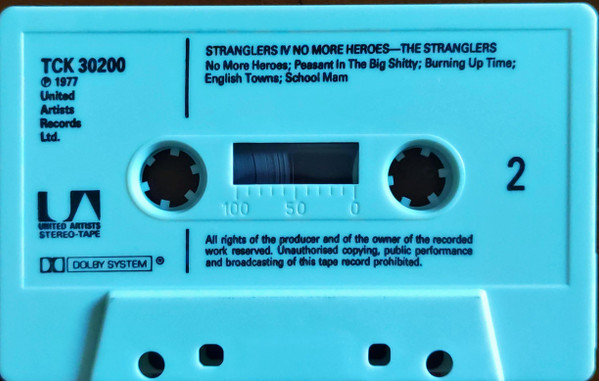 STRANGLERS IV NO MORE HEROES—THE STRANGLERS
No More Heroes; Peasant In The Big Shitty; Burning Up Time;
English Towns; School Mam
TCK 30200
℗ 1977
United
Artists
Records
Ltd.
2
100 50 0
UA
UNITED ARTISTS
STEREO-TAPE
DOLBY SYSTEM ®
All rights of the producer and of the owner of the recorded
work reserved. Unauthorised copying, public performance
and broadcasting of this tape record prohibited.